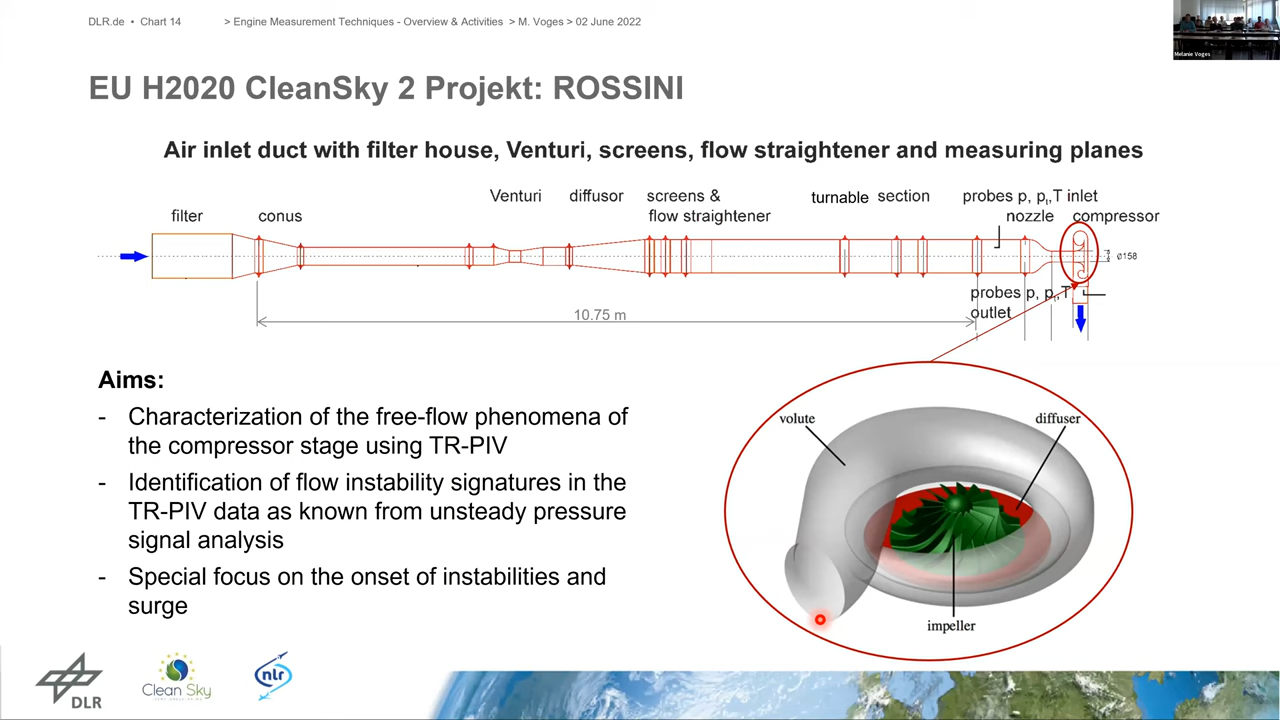 DLR.de • Chart 14 > Engine Measurement Techniques - Overview & Activities > M. Voges > 02 June 2022
Melanie Voges
EU H2020 CleanSky 2 Projekt: ROSSINI
Air inlet duct with filter house, Venturi, screens, flow straightener and measuring planes
Venturi diffusor screens & turnable section probes p, pt,T inlet
filter conus flow straightener nozzle compressor
⌀158
probes p, pt,T
outlet
10.75 m
Aims:
- Characterization of the free-flow phenomena of
the compressor stage using TR-PIV
- Identification of flow instability signatures in the
TR-PIV data as known from unsteady pressure
signal analysis
- Special focus on the onset of instabilities and
surge
volute
diffuser
impeller
DLR
Clean Sky
nlr